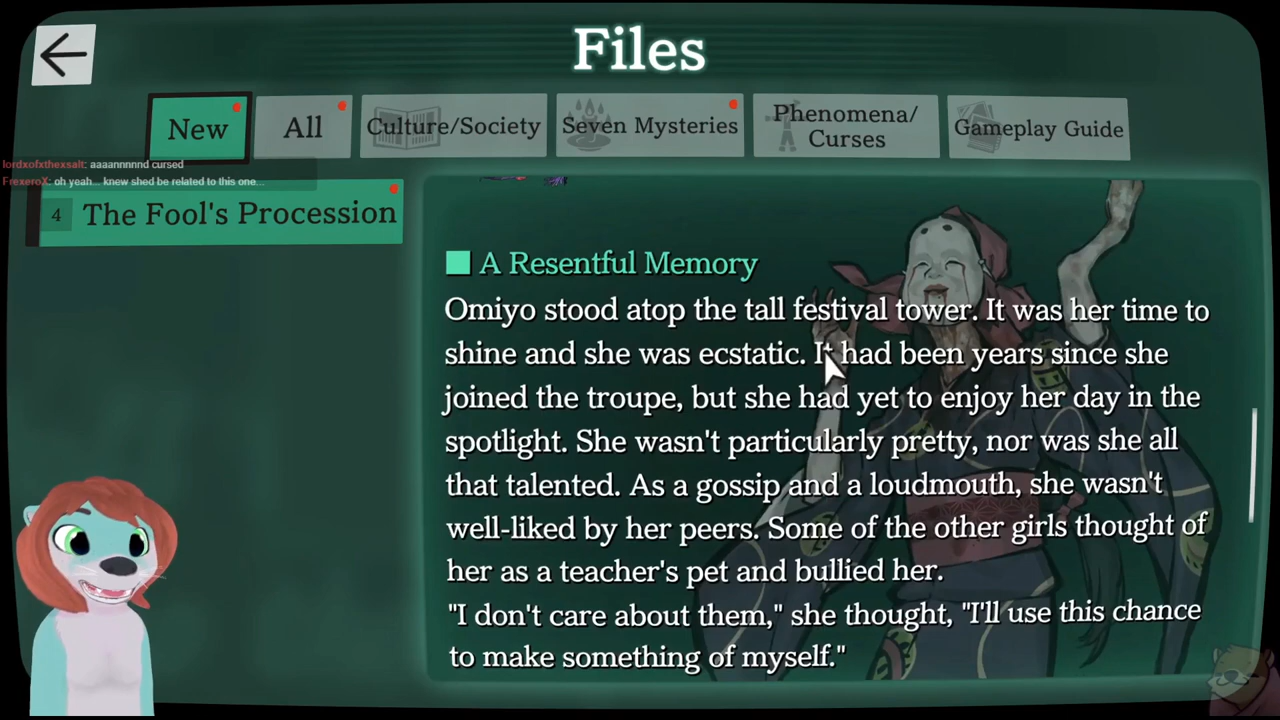 Files
New
All
Culture/Society
Seven Mysteries
Phenomena/
Curses
Gameplay Guide
lordxofxthexsalt: aaaannnnnd cursed
FrexeroX: oh yeah... knew shed be related to this one...
4 The Fool's Procession
A Resentful Memory
Omiyo stood atop the tall festival tower. It was her time to
shine and she was ecstatic. It had been years since she
joined the troupe, but she had yet to enjoy her day in the
spotlight. She wasn't particularly pretty, nor was she all
that talented. As a gossip and a loudmouth, she wasn't
well-liked by her peers. Some of the other girls thought of
her as a teacher's pet and bullied her.
"I don't care about them," she thought, "I'll use this chance
to make something of myself."